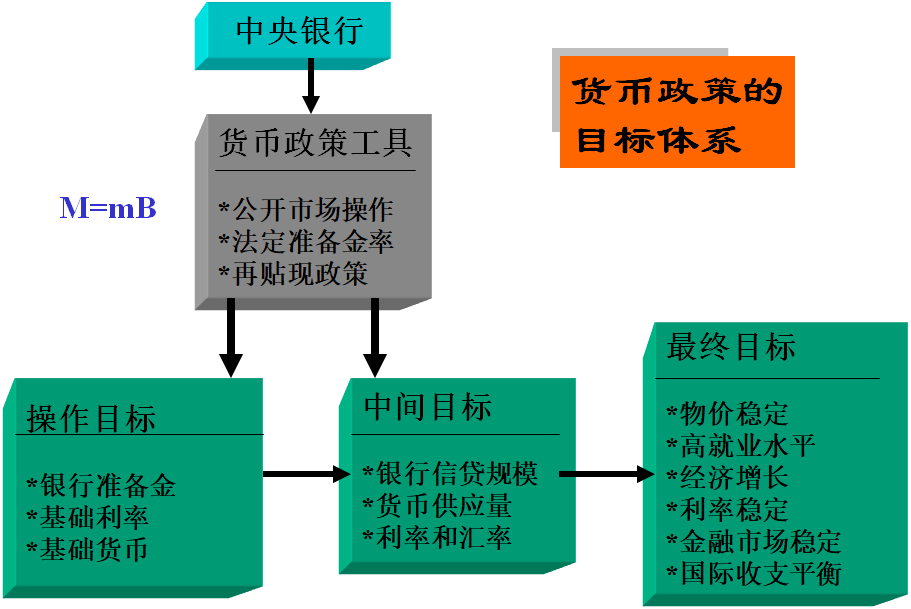 中央银行
货币政策的
目标体系
货币政策工具
M=mB
*公开市场操作
*法定准备金率
*再贴现政策
操作目标
*银行准备金
*基础利率
*基础货币
中间目标
*银行信贷规模
*货币供应量
*利率和汇率
最终目标
*物价稳定
*高就业水平
*经济增长
*利率稳定
*金融市场稳定
*国际收支平衡